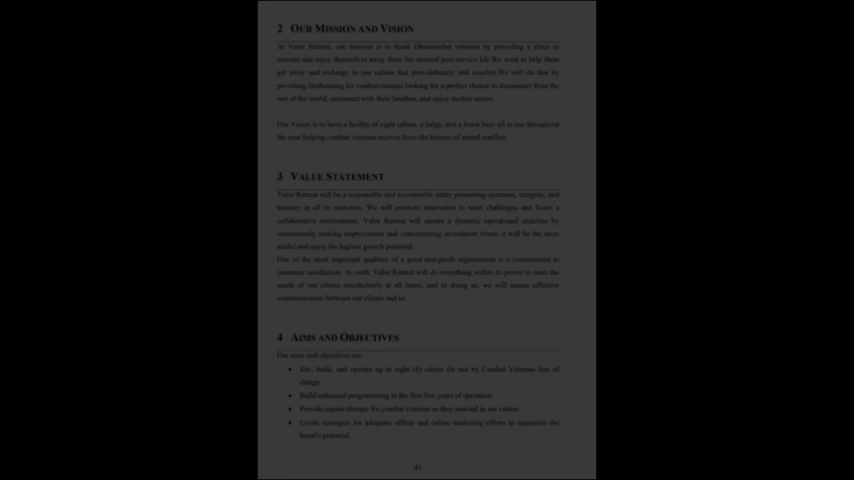 2 OUR MISSION AND VISION
At Valor Retreat, our mission is to thank combat veterans by providing a place to
unwind and enjoy themselves away from the stress of post-service life.We want to help them
get away and recharge in our cabins that provide beauty and comfort.We will do this by
providing free housing for combat veterans looking for a perfect chance to disconnect from the
rest of the world, reconnect with their families, and enjoy mother nature.
Our Vision is to have a facility of eight cabins, a lodge, and a horse barn all in use throughout
the year helping combat veterans recover from the horrors of armed conflict.
3 VALUE STATEMENT
Valor Retreat will be a responsible and accountable entity promoting openness, integrity, and
honesty in all its activities. We will promote innovation to meet challenges and foster a
collaborative environment. Valor Retreat will ensure a dynamic operational structure by
continuously seeking improvement and concentrating investment where it will be the most
useful and enjoy the highest growth potential.
One of the most important qualities of a good non-profit organization is a commitment to
customer satisfaction. As such, Valor Retreat will do everything within its power to meet the
needs of our clients satisfactorily at all times, and in doing so, we will ensure effective
communication between our clients and us.
4 AIMS AND OBJECTIVES
Our aims and objectives are:
• Site, build, and operate up to eight (8) cabins for use by Combat Veterans free of
charge
• Build enhanced programming in the first five years of operation.
• Provide equine therapy for combat veterans as they unwind in our cabins.
• Create strategies for adequate offline and online marketing efforts to maximize the
brand's potential